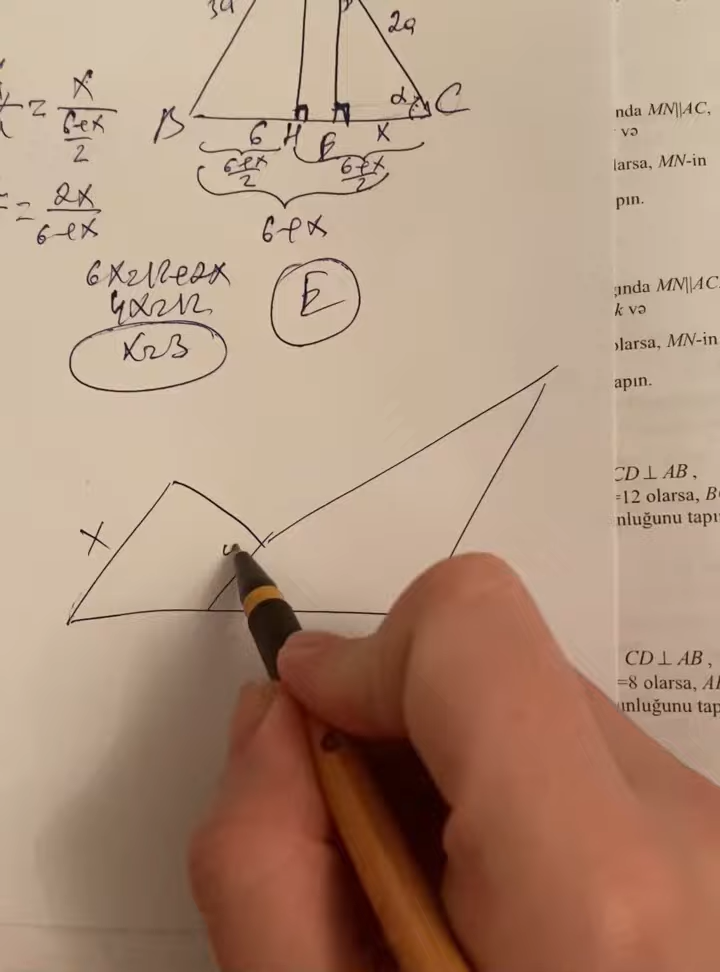 3a
2a
= x / (6+x)/2
B 6 H E x α C
(6+x)/2 (6+x)/2
= 2x / 6+x
6+x
6x=12+2x
4x=12
x=3
E
x
nda MN||AC,
və
larsa, MN-in
pın.
ında MN||AC
k və
olarsa, MN-in
apın.
CD ⊥ AB ,
=12 olarsa, B
nluğunu tapı
CD ⊥ AB ,
=8 olarsa, A
unluğunu tap